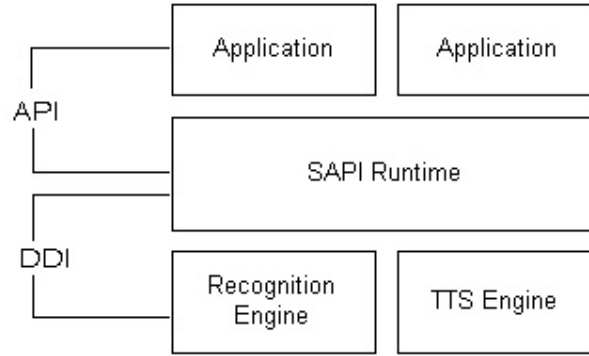 Application
Application
API
SAPI Runtime
DDI
Recognition
Engine
TTS Engine